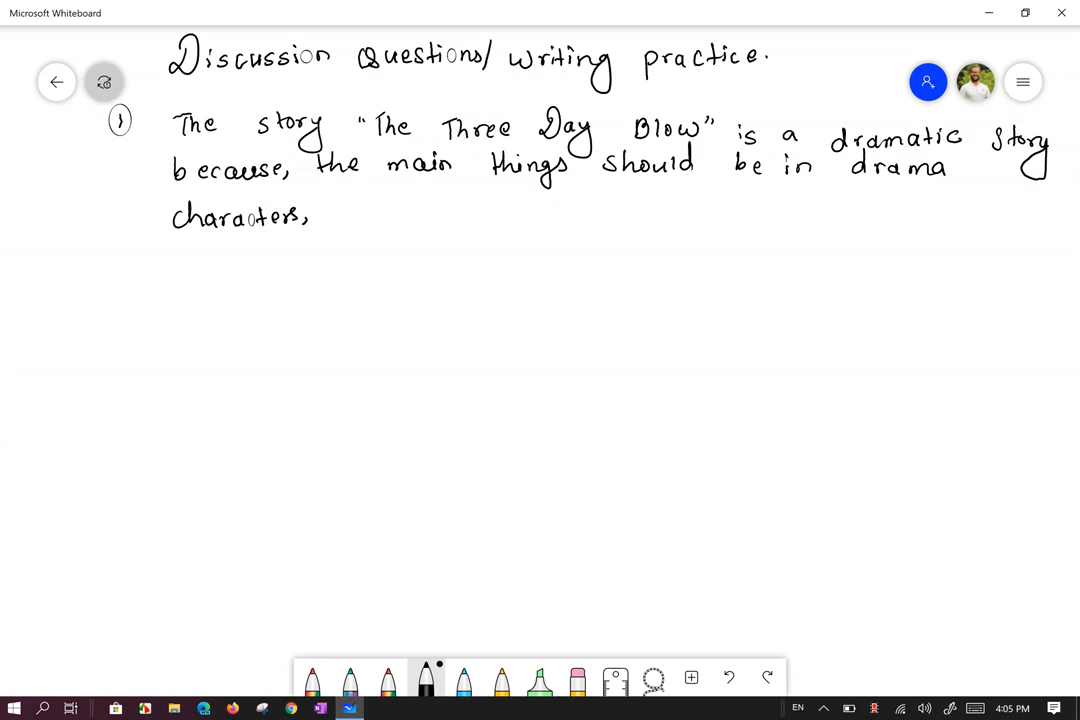 Microsoft Whiteboard
Discussion Questions/ writing practice.
1 The story "The Three Day Blow" is a dramatic story
because, the main things should be in drama
characters,
EN 4:05 PM